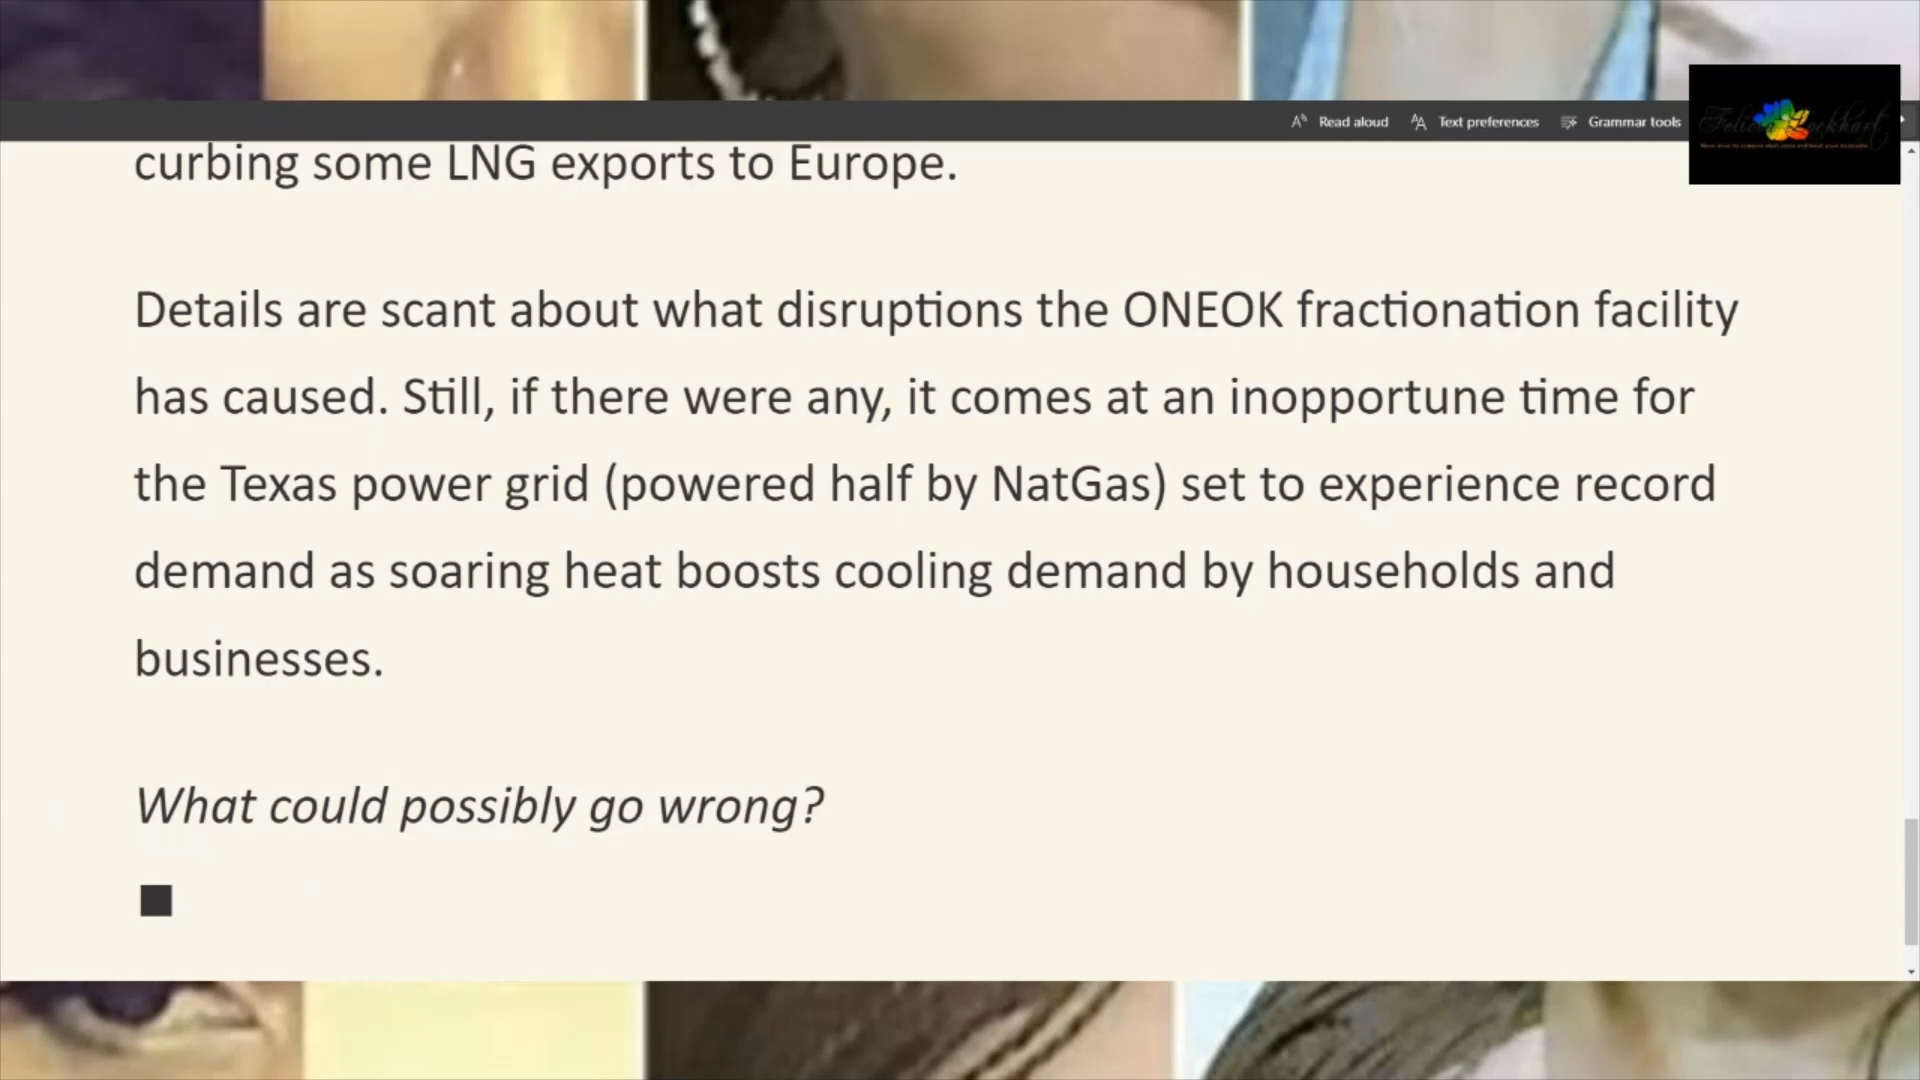 Read aloud
Text preferences
Grammar tools
Felicia Lockhart
curbing some LNG exports to Europe.
Details are scant about what disruptions the ONEOK fractionation facility
has caused. Still, if there were any, it comes at an inopportune time for
the Texas power grid (powered half by NatGas) set to experience record
demand as soaring heat boosts cooling demand by households and
businesses.
What could possibly go wrong?